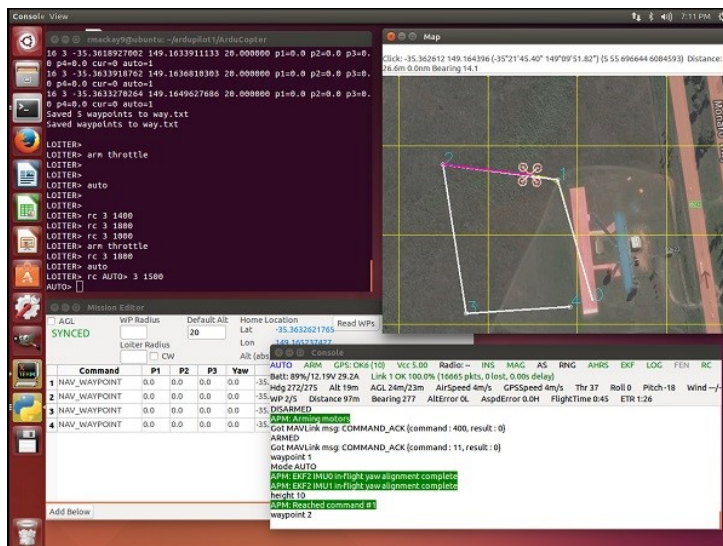 Console View
7:11 PM
rmackay9@ubuntu: ~/ardupilot1/ArduCopter
16 3 -35.3618927002 149.1633911133 20.000000 p1=0.0 p2=0.0 p3=0.
0 p4=0.0 cur=0 auto=1
16 3 -35.3633918762 149.1636810303 20.000000 p1=0.0 p2=0.0 p3=0.
0 p4=0.0 cur=0 auto=1
16 3 -35.3633270264 149.1649627686 20.000000 p1=0.0 p2=0.0 p3=0.
0 p4=0.0 cur=0 auto=1
Saved 5 waypoints to way.txt
Saved waypoints to way.txt
LOITER>
LOITER> arm throttle
LOITER>
LOITER>
LOITER> auto
LOITER>
LOITER>
LOITER> rc 3 1400
LOITER> rc 3 1800
LOITER> rc 3 1000
LOITER> arm throttle
LOITER> rc 3 1800
LOITER> auto
LOITER> rc AUTO> 3 1500
AUTO>
Map
Click: -35.362612 149.164396 (-35°21'45.40" 149°09'51.82") (S 55 696644 6084593) Distance:
26.6m 0.0nm Bearing 14.1
2
1
3
4
0
Mission Editor
AGL
SYNCED
WP Radius
Loiter Radius
CW
Default Alt
20
Home Location
Lat -35.3632621765
Lon 149.165237427
Alt (abs
Read WPs
Command P1 P2 P3 Yaw
1 NAV_WAYPOINT 0.0 0.0 0.0 0.0 -35.
2 NAV_WAYPOINT 0.0 0.0 0.0 0.0 -35.
3 NAV_WAYPOINT 0.0 0.0 0.0 0.0 -35.
4 NAV_WAYPOINT 0.0 0.0 0.0 0.0 -35.
Add Below
Console
AUTO ARM GPS: OK6 (10) Vcc 5.00 Radio: -- INS MAG AS RNG AHRS EKF LOG FEN RC
Batt: 89%/12.19V 29.2A Link 1 OK 100.0% (16665 pkts, 0 lost, 0.00s delay)
Hdg 272/275 Alt 19m AGL 24m/23m AirSpeed 4m/s GPSSpeed 4m/s Thr 37 Roll 0 Pitch -18 Wind ---/---
WP 2/5 Distance 97m Bearing 277 AltError 0L AspdError 0.0H FlightTime 0:45 ETR 1:26
DISARMED
APM: Arming motors
Got MAVLink msg: COMMAND_ACK {command : 400, result : 0}
ARMED
Got MAVLink msg: COMMAND_ACK {command : 11, result : 0}
waypoint 1
Mode AUTO
APM: EKF2 IMU0 in-flight yaw alignment complete
APM: EKF2 IMU1 in-flight yaw alignment complete
height 10
APM: Reached command #1
waypoint 2